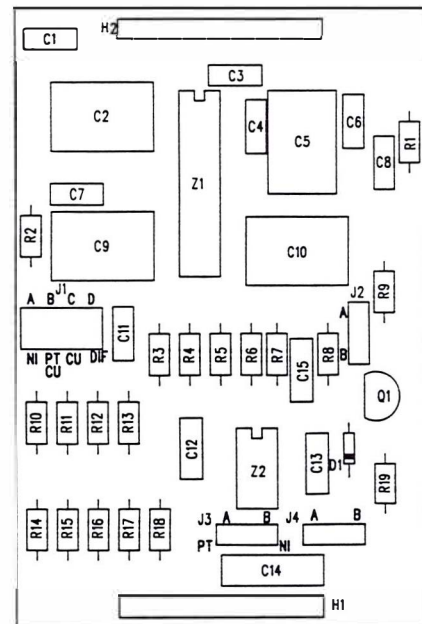 H2
C1
C3
C2
C4
C5
C6
R1
C8
Z1
C7
R2
C9
C10
R9
J1
J2
A B C D
A
C11
R3 R4 R5 R6 R7
C15
R8
B
NI PT CU DIF
CU
Q1
R10 R11 R12 R13
C12
Z2
C13
D1
R19
R14 R15 R16 R17 R18
J3 A B J4 A B
PT NI
C14
H1